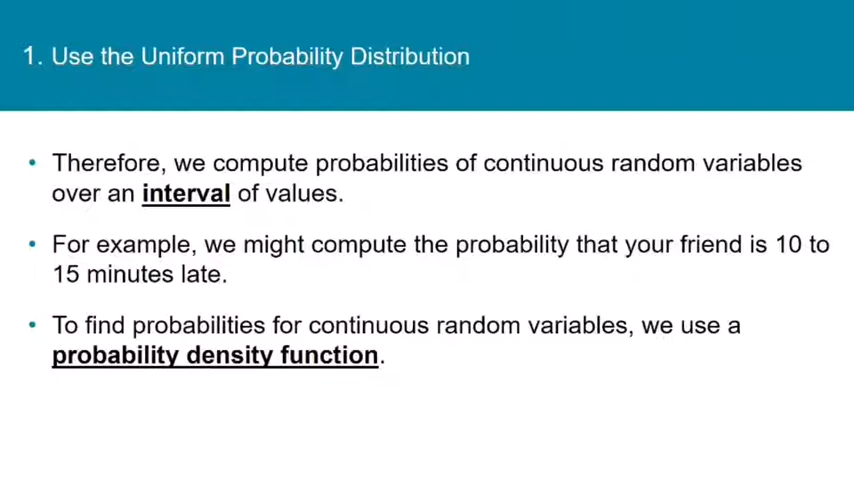 1. Use the Uniform Probability Distribution
• Therefore, we compute probabilities of continuous random variables
over an interval of values.
• For example, we might compute the probability that your friend is 10 to
15 minutes late.
• To find probabilities for continuous random variables, we use a
probability density function.